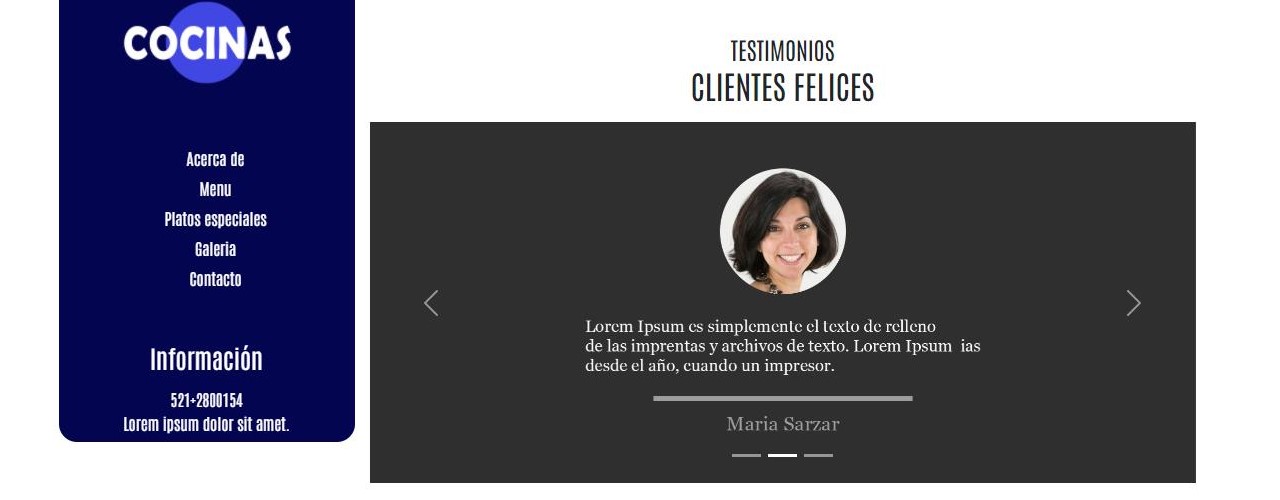 COCINAS
Acerca de
Menu
Platos especiales
Galeria
Contacto
Información
521+2800154
Lorem ipsum dolor sit amet.
TESTIMONIOS
CLIENTES FELICES
Lorem Ipsum es simplemente el texto de relleno
de las imprentas y archivos de texto. Lorem Ipsum ias
desde el año, cuando un impresor.
Maria Sarzar